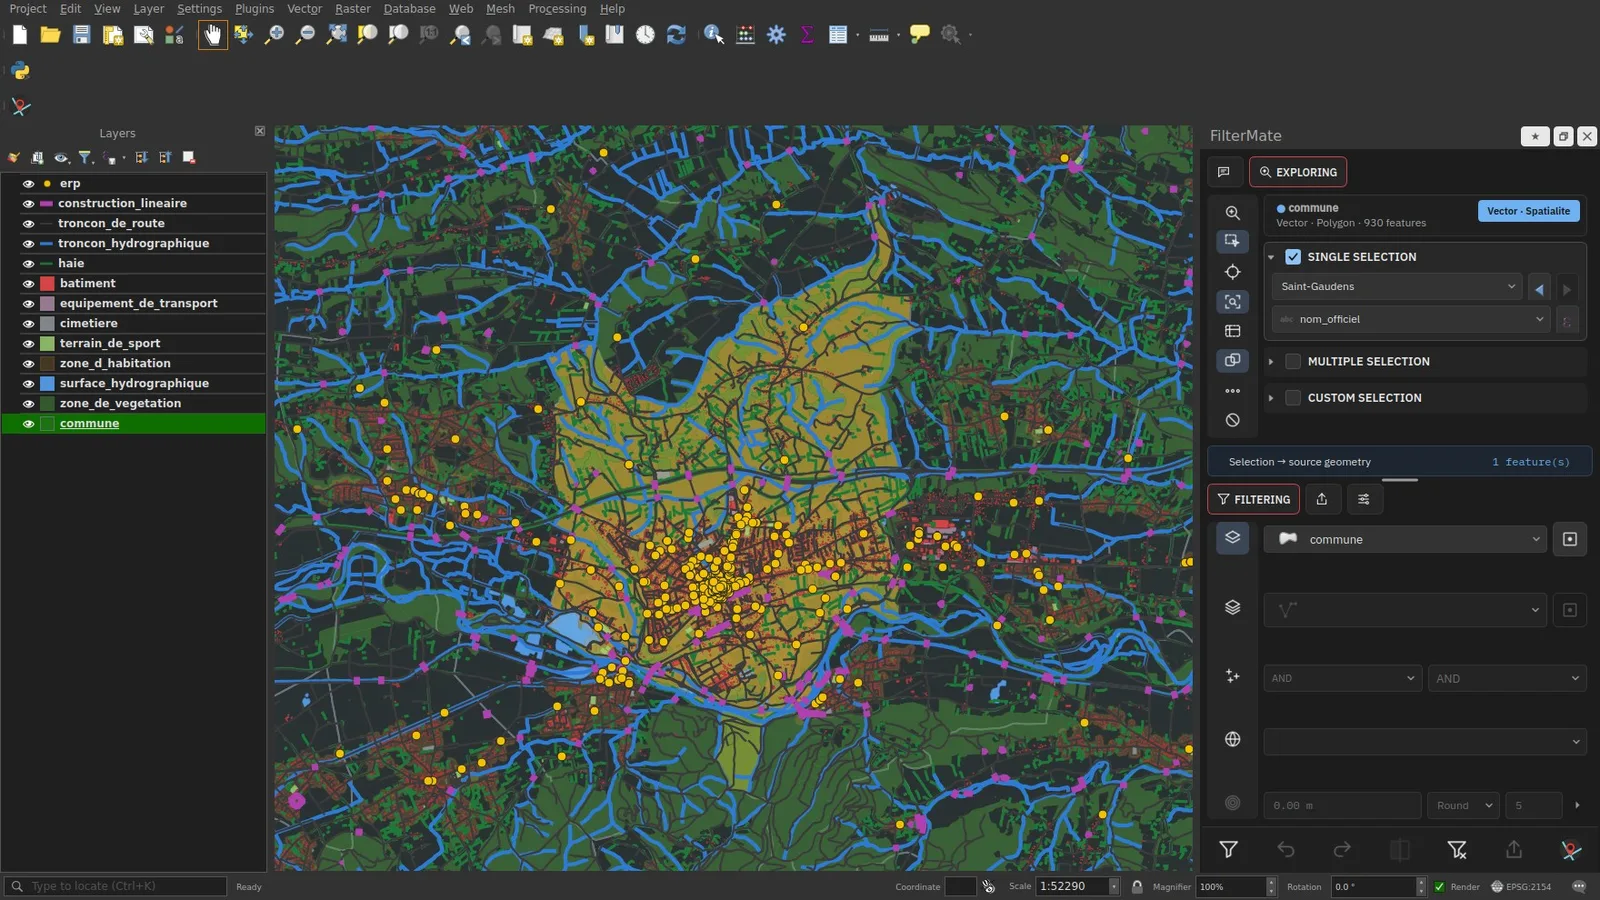 Project Edit View Layer Settings Plugins Vector Raster Database Web Mesh Processing Help
Layers
erp
construction_lineaire
troncon_de_route
troncon_hydrographique
haie
batiment
equipement_de_transport
cimetiere
terrain_de_sport
zone_d_habitation
surface_hydrographique
zone_de_vegetation
commune
FilterMate
EXPLORING
commune
Vector · Polygon · 930 features
Vector · Spatialite
SINGLE SELECTION
Saint-Gaudens
abc nom_officiel
MULTIPLE SELECTION
CUSTOM SELECTION
Selection → source geometry 1 feature(s)
FILTERING
commune
AND AND
0.00 m Round 5
Type to locate (Ctrl+K) Ready Coordinate Scale 1:52290 Magnifier 100% Rotation 0.0 ° Render EPSG:2154